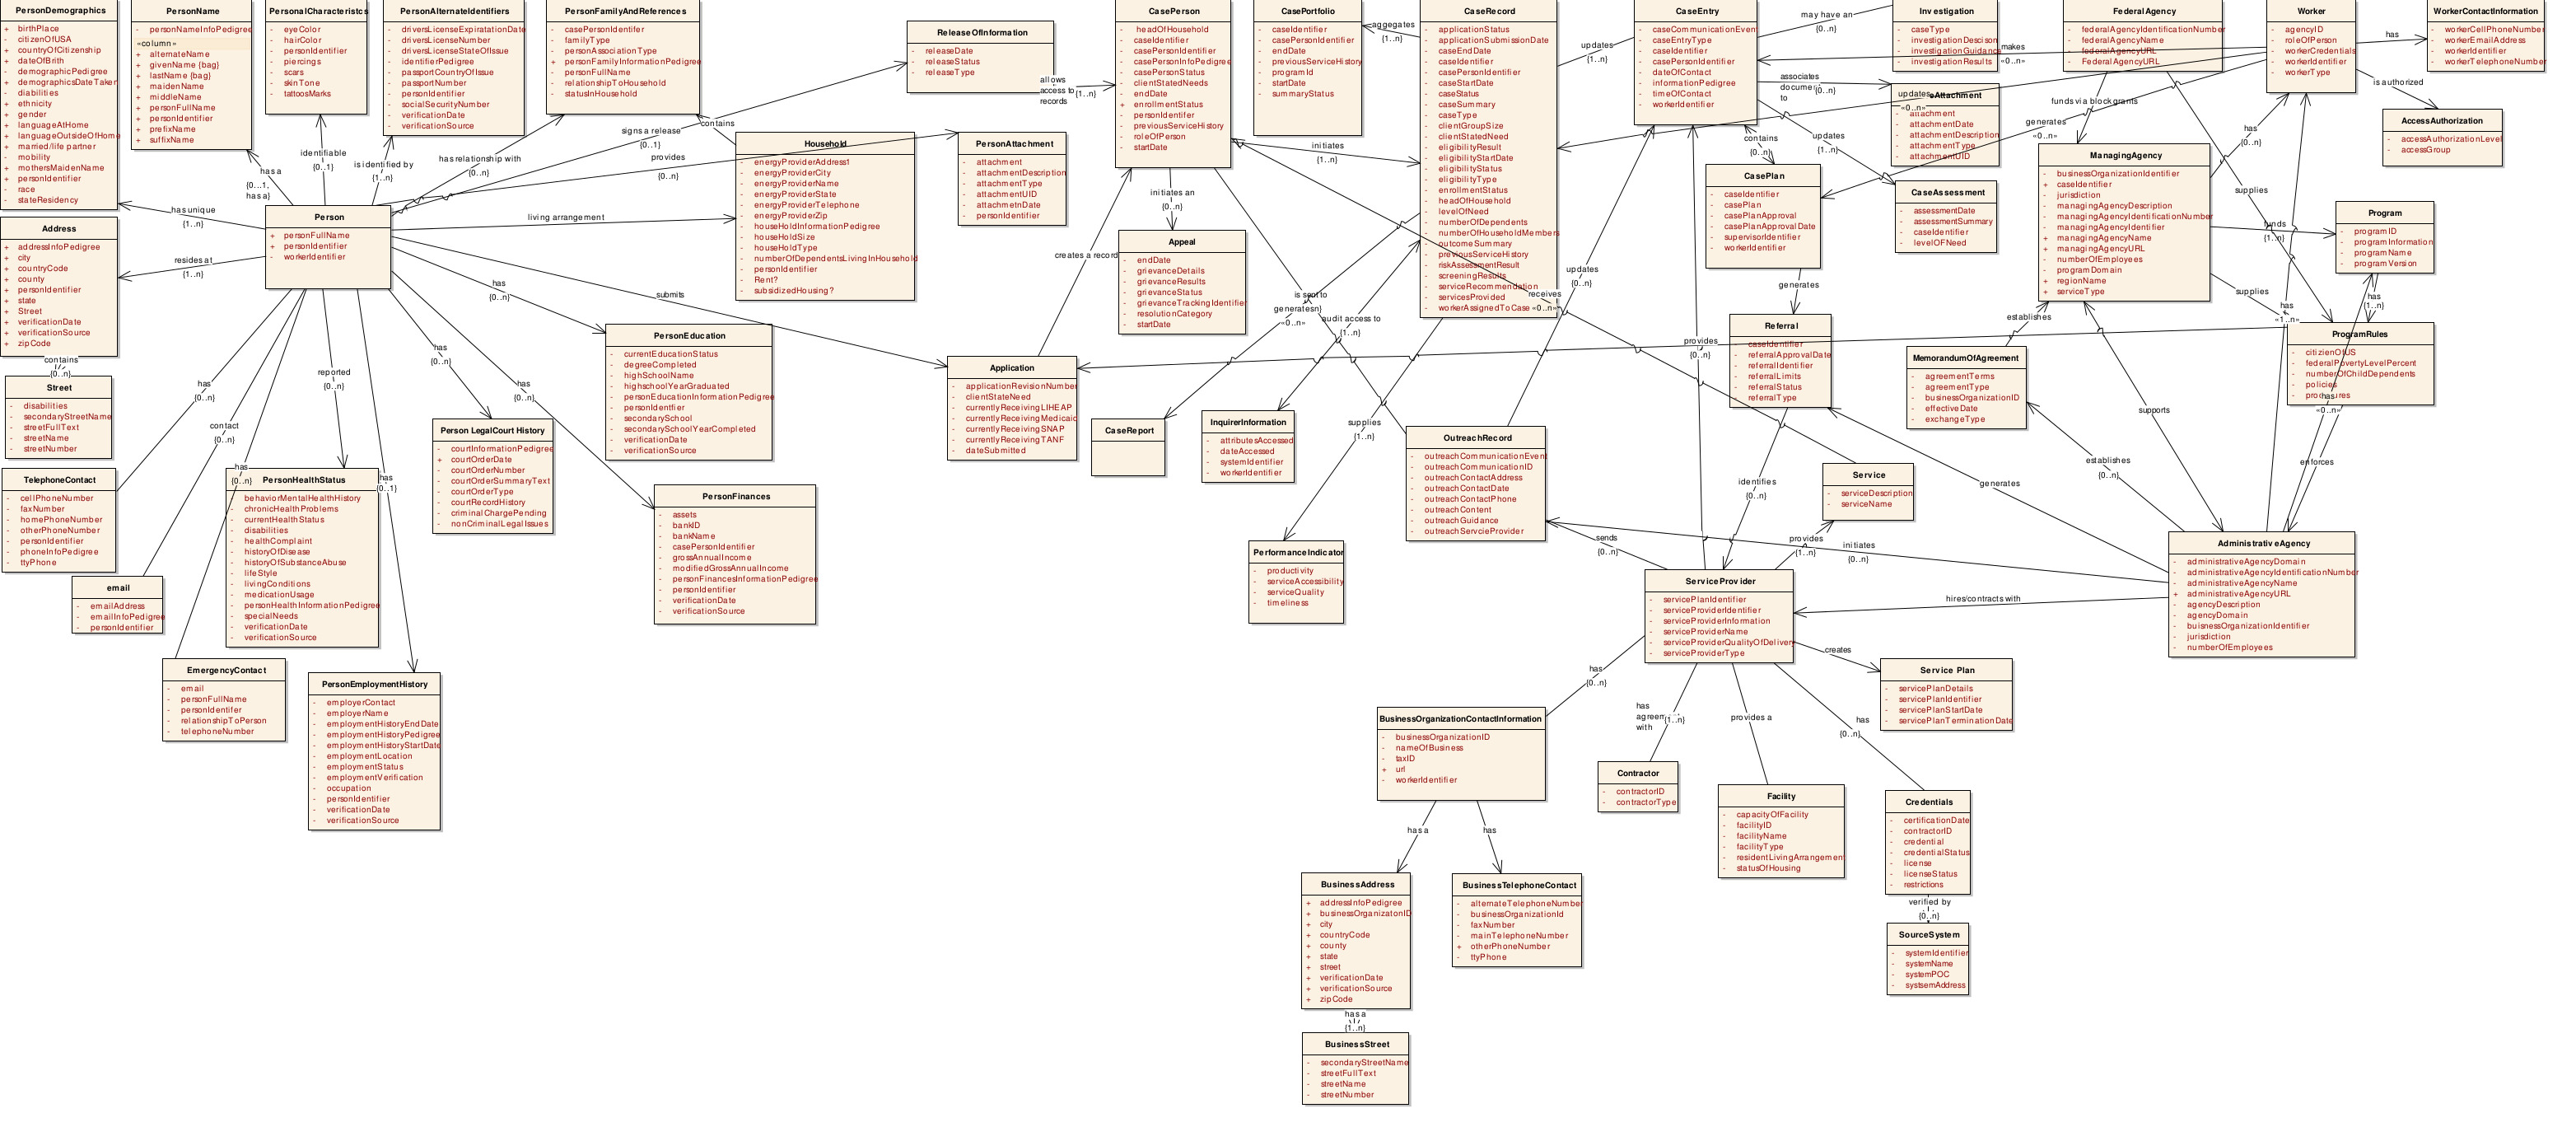 PersonDemographics
+ birthPlace
- citizenOfUSA
+ countryOfCitizenship
+ dateOfBrith
- demographicPedigree
+ demographicsDateTaken
- diabilities
+ ethnicity
+ gender
+ languageAtHome
+ languageOutsideOfHome
+ married/life partner
- mobility
+ mothersMaidenName
+ personIdentifier
- race
- stateResidency
PersonName
- personNameInfoPedigree
«column»
+ alternateName
+ givenName {bag}
+ lastName {bag}
+ maidenName
+ middleName
+ personFullName
+ personIdentifier
+ prefixName
+ suffixName
PersonalCharacteristcs
- eyeColor
- hairColor
- personIdentifier
- piercings
- scars
- skinTone
- tattoosMarks
PersonAlternateIdentifiers
- driversLicenseExpiratationDate
- driversLicenseNumber
- driversLicenseStateOfIssue
- identifierPedigree
- passportCountryOfIssue
- passportNumber
- personIdentifier
- socialSecurityNumber
- verificationDate
- verificationSource
PersonFamilyAndReferences
- casePersonIdentifer
- familyType
- personAssociationType
+ personFamilyInformationPedigree
- personFullName
- relationshipToHousehold
- statusInHousehold
ReleaseOfInformation
- releaseDate
- releaseStatus
- releaseType
allows
access to
records
{1..n}
CasePerson
- headOfHousehold
- caseIdentifier
- casePersonIdentifier
- casePersonInfoPedigree
- casePersonStatus
- clientStatedNeeds
- endDate
+ enrollmentStatus
- personIdentifer
- previousServiceHistory
- roleOfPerson
- startDate
CasePortfolio
- caseIdentifier
- casePersonIdentifier
- endDate
- previousServiceHistory
- programId
- startDate
- summaryStatus
aggegates
{1..n}
CaseRecord
- applicationStatus
- applicationSubmissionDate
- caseEndDate
- caseIdentifier
- casePersonIdentifier
- caseStartDate
- caseStatus
- caseSummary
- caseType
- clientGroupSize
- clientStatedNeed
- eligibilityResult
- eligibilityStartDate
- eligibilityStatus
- eligibilityType
- enrollmentStatus
- headOfHousehold
- levelOfNeed
- numberOfDependents
- numberOfHouseholdMembers
- outcomeSummary
- previousServiceHistory
- riskAssessmentResult
- screeningResults
- serviceRecommendation
- servicesProvided
- workerAssignedToCase
updates
{1..n}
CaseEntry
- caseCommunicationEvent
- caseEntryType
- caseIdentifier
- casePersonIdentifier
- dateOfContact
- informationPedigree
- timeOfContact
- workerIdentifier
may have an
{0..n}
Investigation
- caseType
- investigationDescison
- investigationGuidance
- investigationResults
makes
«0..n»
FederalAgency
- federalAgencyIdentificationNumber
- federalAgencyName
- federalAgencyURL
- FederalAgencyURL
Worker
- agencyID
- roleOfPerson
- workerCredentials
- workerIdentifier
- workerType
has
WorkerContactInformation
- workerCellPhoneNumber
- workerEmailAddress
- workerIdentifier
- workerTelephoneNumber
is authorized
AccessAuthorization
- accessAuthorizationLevel
- accessGroup
associates
to
{0..n}
updates
«0..n»
- attachment
- attachmentDate
- attachmentDescription
- attachmentType
- attachmentUID
funds via blockgrants
generates
«0..n»
has
{0..n}
ManagingAgency
- businessOrganizationIdentifier
+ caseIdentifier
- jurisdiction
- managingAgencyDescription
- managingAgencyIdentificationNumber
- managingAgencyIdentifier
+ managingAgencyName
+ managingAgencyURL
- numberOfEmployees
- programDomain
+ regionName
+ serviceType
supplies
funds
{1..n}
Program
- programID
- programInformation
- programName
- programVersion
supplies
has
«1..n»
has
{1..n}
ProgramRules
- citizienOfUS
- federalPovertyLevelPercent
- numberOfChildDependents
- policies
- procedures
has
«0..n»
enforces
Person
+ personFullName
+ personIdentifier
- workerIdentifier
has a
{0...1,
has a}
identifiable
{0..1}
is identified by
{1..n}
has relationship with
{0..n}
signs a release
{0..1}
contains
provides
{0..n}
has unique
{1..n}
resides at
{1..n}
living arrangement
has
{0..n}
submits
Household
- energyProviderAddress1
- energyProviderCity
- energyProviderName
- energyProviderState
- energyProviderTelephone
- energyProviderZip
- houseHoldInformationPedigree
- houseHoldSize
- houseHoldType
- numberOfDependentsLivingInHousehold
- personIdentifier
- Rent?
- subsidizedHousing?
PersonAttachment
- attachment
- attachmentDescription
- attachmentType
- attachmentUID
- attachmetnDate
- personIdentifier
initiates
{1..n}
initiates an
{0..n}
Appeal
- endDate
- grievanceDetails
- grievanceResults
- grievanceStatus
- grievanceTrackingIdentifier
- resolutionCategory
- startDate
creates a record
contains
{0..n}
CasePlan
- caseIdentifier
- casePlan
- casePlanApproval
- casePlanApprovalDate
- supervisorIdentifier
- workerIdentifier
updates
{1..n}
CaseAssessment
- assessmentDate
- assessmentSummary
- caseIdentifier
- levelOFNeed
generates
Referral
- caseIdentifier
- referralApprovalDate
- referralIdentifier
- referralLimits
- referralStatus
- referralType
updates
{0..n}
receives
«0..n»
is sent to
«0..n»
audit access to
{1..n}
supplies
{1..n}
provides
{0..n}
establishes
MemorandumOfAgreement
- agreementTerms
- agreementType
- businessOrganizationID
- effectiveDate
- exchangeType
supports
establishes
{0..n}
generates
Address
+ addressInfoPedigree
+ city
+ countryCode
+ county
+ personIdentifier
+ state
+ Street
+ verificationDate
+ verificationSource
+ zipCode
contains
{0..n}
Street
- disabilities
- secondaryStreetName
- streetFullText
- streetName
- streetNumber
TelephoneContact
- cellPhoneNumber
- faxNumber
- homePhoneNumber
- otherPhoneNumber
- personIdentifier
- phoneInfoPedigree
- ttyPhone
has
{0..n}
contact
{0..n}
has
{0..n}
reported
{0..n}
has
{0..1}
has
{0..n}
has
{0..n}
email
- emailAddress
- emailInfoPedigree
- personIdentifier
PersonHealthStatus
- behaviorMentalHealthHistory
- chronicHealthProblems
- currentHealthStatus
- disabilities
- healthComplaint
- historyOfDisease
- historyOfSubstanceAbuse
- lifeStyle
- livingConditions
- medicationUsage
- personHealthInformationPedigree
- specialNeeds
- verificationDate
- verificationSource
EmergencyContact
- email
- personFullName
- personIdentifer
- relationshipToPerson
- telephoneNumber
PersonEmploymentHistory
- employerContact
- employerName
- employmentHistoryEndDate
- employmentHistoryPedigree
- employmentHistoryStartDate
- employmentLocation
- employmentStatus
- employmentVerification
- occupation
- personIdentifier
- verificationDate
- verificationSource
Person LegalCourt History
- courtInformationPedigree
+ courtOrderDate
- courtOrderNumber
- courtOrderSummaryText
- courtOrderType
- courtRecordHistory
- criminalChargePending
- nonCriminalLegalIssues
PersonEducation
- currentEducationStatus
- degreeCompleted
- highSchoolName
- highschoolYearGraduated
- personEducationInformationPedigree
- personIdentfier
- secondarySchool
- secondarySchoolYearCompleted
- verificationDate
- verificationSource
PersonFinances
- assets
- bankID
- bankName
- casePersonIdentifier
- grossAnnualIncome
- modifiedGrossAnnualIncome
- personFinancesInformationPedigree
- personIdentifier
- verificationDate
- verificationSource
Application
- applicationRevisionNumber
- clientStateNeed
- currentlyReceivingLIHEAP
- currentlyReceivingMedicaid
- currentlyReceivingSNAP
- currentlyReceivingTANF
- dateSubmitted
CaseReport
InquirerInformation
- attributesAccessed
- dateAccessed
- systemIdentifier
- workerIdentifier
OutreachRecord
- outreachCommunicationEvent
- outreachCommunicationID
- outreachContactAddress
- outreachContactDate
- outreachContactPhone
- outreachContent
- outreachGuidance
- outreachServcieProvider
PerformanceIndicator
- productivity
- serviceAccessibility
- serviceQuality
- timeliness
Service
- serviceDescription
- serviceName
identifies
{0..n}
sends
{0..n}
provides
{1..n}
initiates
{0..n}
hires/contracts with
ServiceProvider
- servicePlanIdentifier
- serviceProviderIdentifier
- serviceProviderInformation
- serviceProviderName
- serviceProviderQualityOfDelivery
- serviceProviderType
AdministrativeAgency
- administrativeAgencyDomain
- administrativeAgencyIdentificationNumber
- administrativeAgencyName
+ administrativeAgencyURL
- agencyDescription
- agencyDomain
- buisnessOrganizationIdentifier
- jurisdiction
- numberOfEmployees
creates
Service Plan
- servicePlanDetails
- servicePlanIdentifier
- servicePlanStartDate
- servicePlanTerminationDate
has
{0..n}
has
with
{1..n}
provides a
has
{0..n}
BusinessOrganizationContactInformation
- businessOrganizationID
- nameOfBusiness
- taxID
+ url
- workerIdentifier
Contractor
- contractorID
- contractorType
Facility
- capacityOfFacility
- facilityID
- facilityName
- facilityType
- residentLivingArrangement
- statusOfHousing
Credentials
- certificationDate
- contractorID
- credential
- credentialStatus
- license
- licenseStatus
- restrictions
verified by
{0..n}
SourceSystem
- systemIdentifier
- systemName
- systemPOC
- systsemAddress
has a
has
BusinessAddress
+ addressInfoPedigree
+ businessOrganizatonID
+ city
+ countryCode
+ county
+ state
+ street
+ verificationDate
+ verificationSource
+ zipCode
BusinessTelephoneContact
- alternateTelephoneNumber
- businessOrganizationId
- faxNumber
- mainTelephoneNumber
+ otherPhoneNumber
- ttyPhone
has a
{1..n}
BusinessStreet
- secondaryStreetName
- streetFullText
- streetName
- streetNumber